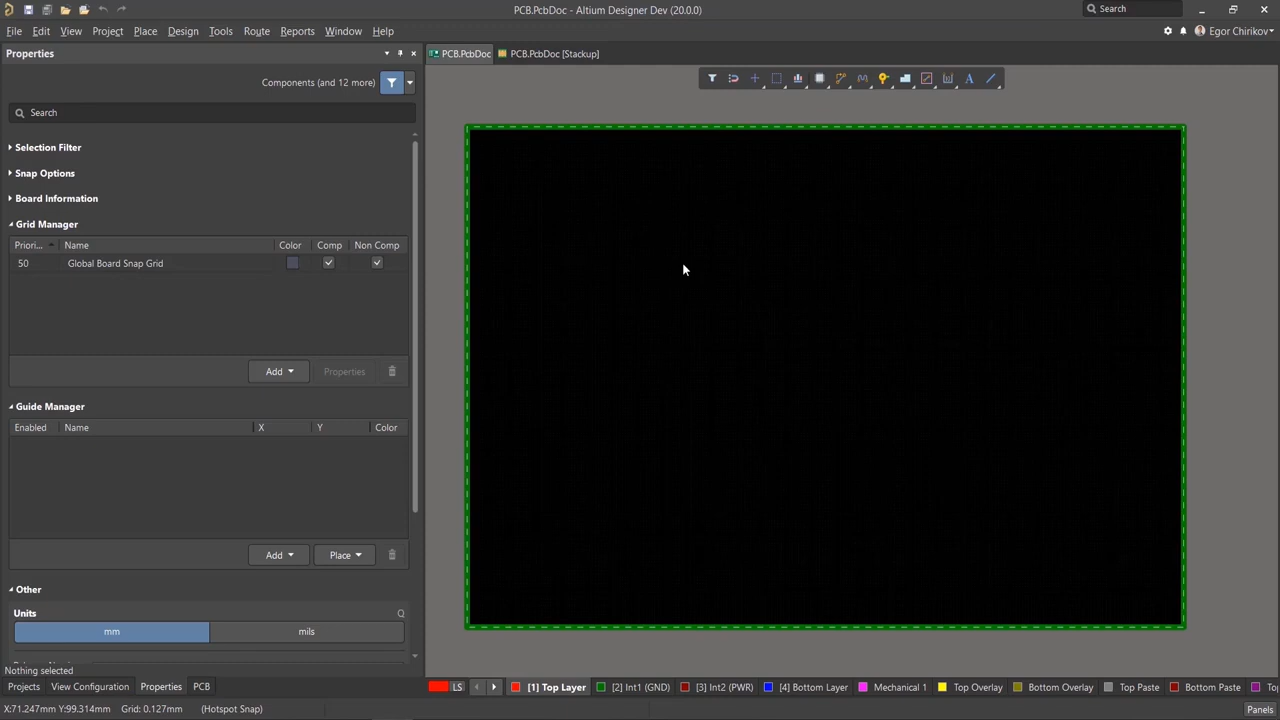 PCB.PcbDoc - Altium Designer Dev (20.0.0)
Search
File Edit View Project Place Design Tools Route Reports Window Help
Egor Chirikov
Properties
PCB.PcbDoc
PCB.PcbDoc [Stackup]
Components (and 12 more)
Search
Selection Filter
Snap Options
Board Information
Grid Manager
Priori... Name Color Comp Non Comp
50 Global Board Snap Grid
Add Properties
Guide Manager
Enabled Name X Y Color
Add Place
Other
Units
mm mils
Nothing selected
Projects View Configuration Properties PCB
LS [1] Top Layer [2] Int1 (GND) [3] Int2 (PWR) [4] Bottom Layer Mechanical 1 Top Overlay Bottom Overlay Top Paste Bottom Paste To
X:71.247mm Y:99.314mm Grid: 0.127mm (Hotspot Snap)
Panels